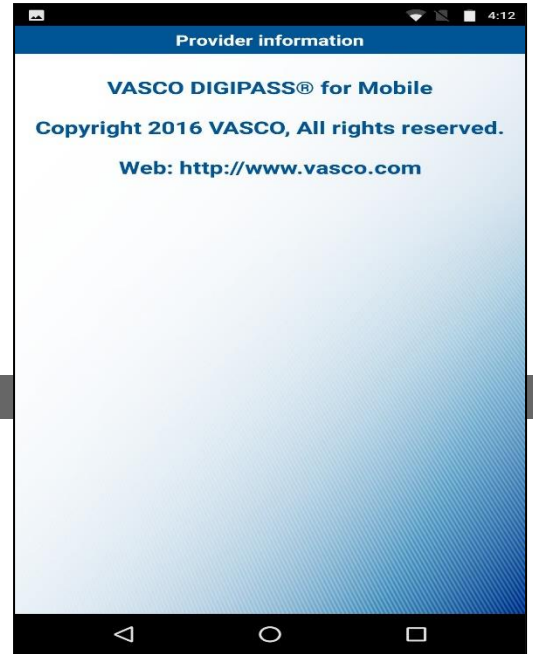 4:12
Provider information
VASCO DIGIPASS® for Mobile
Copyright 2016 VASCO, All rights reserved.
Web: http://www.vasco.com